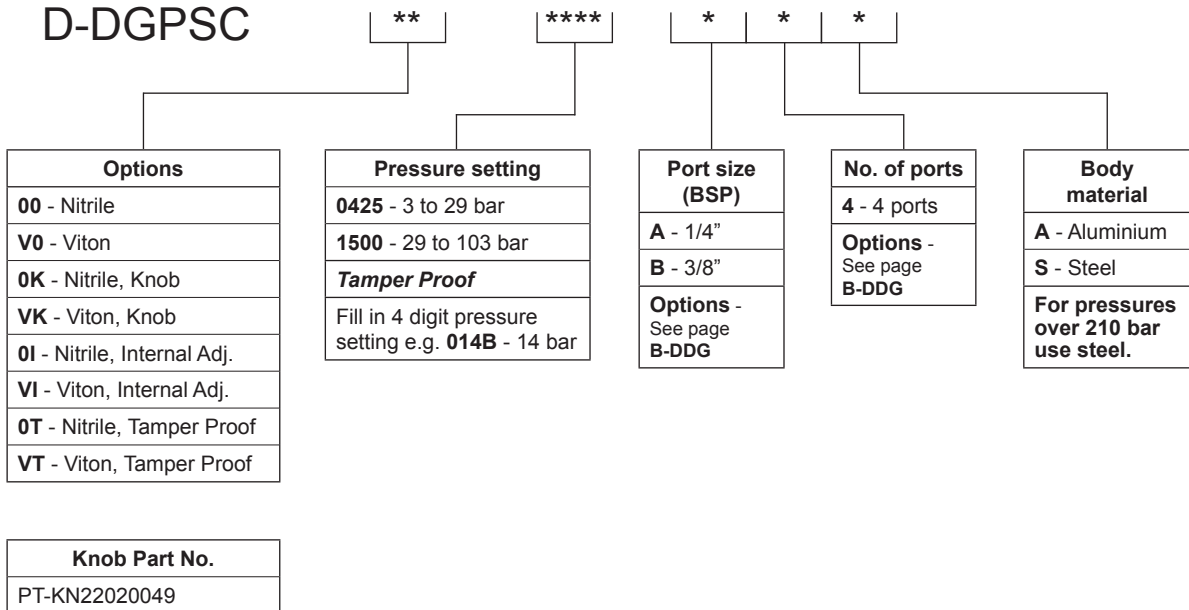 D-DGPSC ** **** * * *
Options
00 - Nitrile
V0 - Viton
0K - Nitrile, Knob
VK - Viton, Knob
0I - Nitrile, Internal Adj.
VI - Viton, Internal Adj.
0T - Nitrile, Tamper Proof
VT - Viton, Tamper Proof
Pressure setting
0425 - 3 to 29 bar
1500 - 29 to 103 bar
Tamper Proof
Fill in 4 digit pressure
setting e.g. 014B - 14 bar
Port size
(BSP)
A - 1/4”
B - 3/8”
Options -
See page
B-DDG
No. of ports
4 - 4 ports
Options -
See page
B-DDG
Body
material
A - Aluminium
S - Steel
For pressures
over 210 bar
use steel.
Knob Part No.
PT-KN22020049